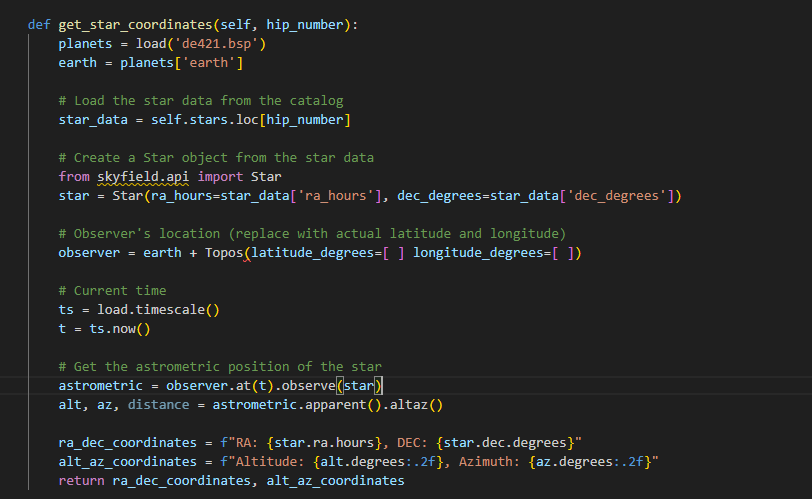 def get_star_coordinates(self, hip_number):
planets = load('de421.bsp')
earth = planets['earth']
# Load the star data from the catalog
star_data = self.stars.loc[hip_number]
# Create a Star object from the star data
from skyfield.api import Star
star = Star(ra_hours=star_data['ra_hours'], dec_degrees=star_data['dec_degrees'])
# Observer's location (replace with actual latitude and longitude)
observer = earth + Topos(latitude_degrees=[ ] longitude_degrees=[ ])
# Current time
ts = load.timescale()
t = ts.now()
# Get the astrometric position of the star
astrometric = observer.at(t).observe(star)
alt, az, distance = astrometric.apparent().altaz()
ra_dec_coordinates = f"RA: {star.ra.hours}, DEC: {star.dec.degrees}"
alt_az_coordinates = f"Altitude: {alt.degrees:.2f}, Azimuth: {az.degrees:.2f}"
return ra_dec_coordinates, alt_az_coordinates